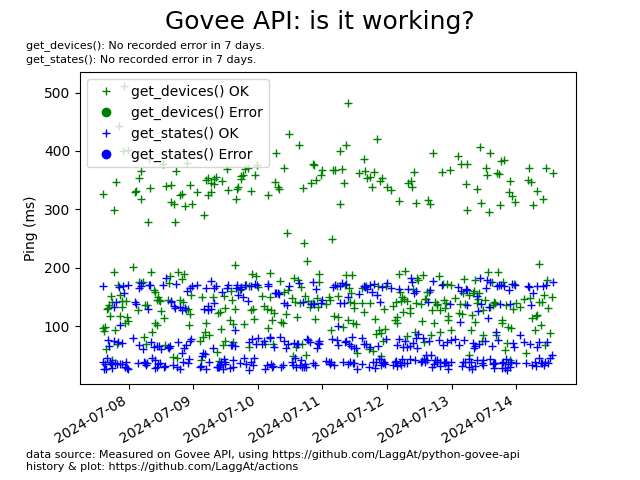 Govee API: is it working?
get_devices(): No recorded error in 7 days.
get_states(): No recorded error in 7 days.
get_devices() OK
get_devices() Error
get_states() OK
get_states() Error
Ping (ms)
500
400
300
200
100
2024-07-08
2024-07-09
2024-07-10
2024-07-11
2024-07-12
2024-07-13
2024-07-14
data source: Measured on Govee API, using https://github.com/LaggAt/python-govee-api
history & plot: https://github.com/LaggAt/actions